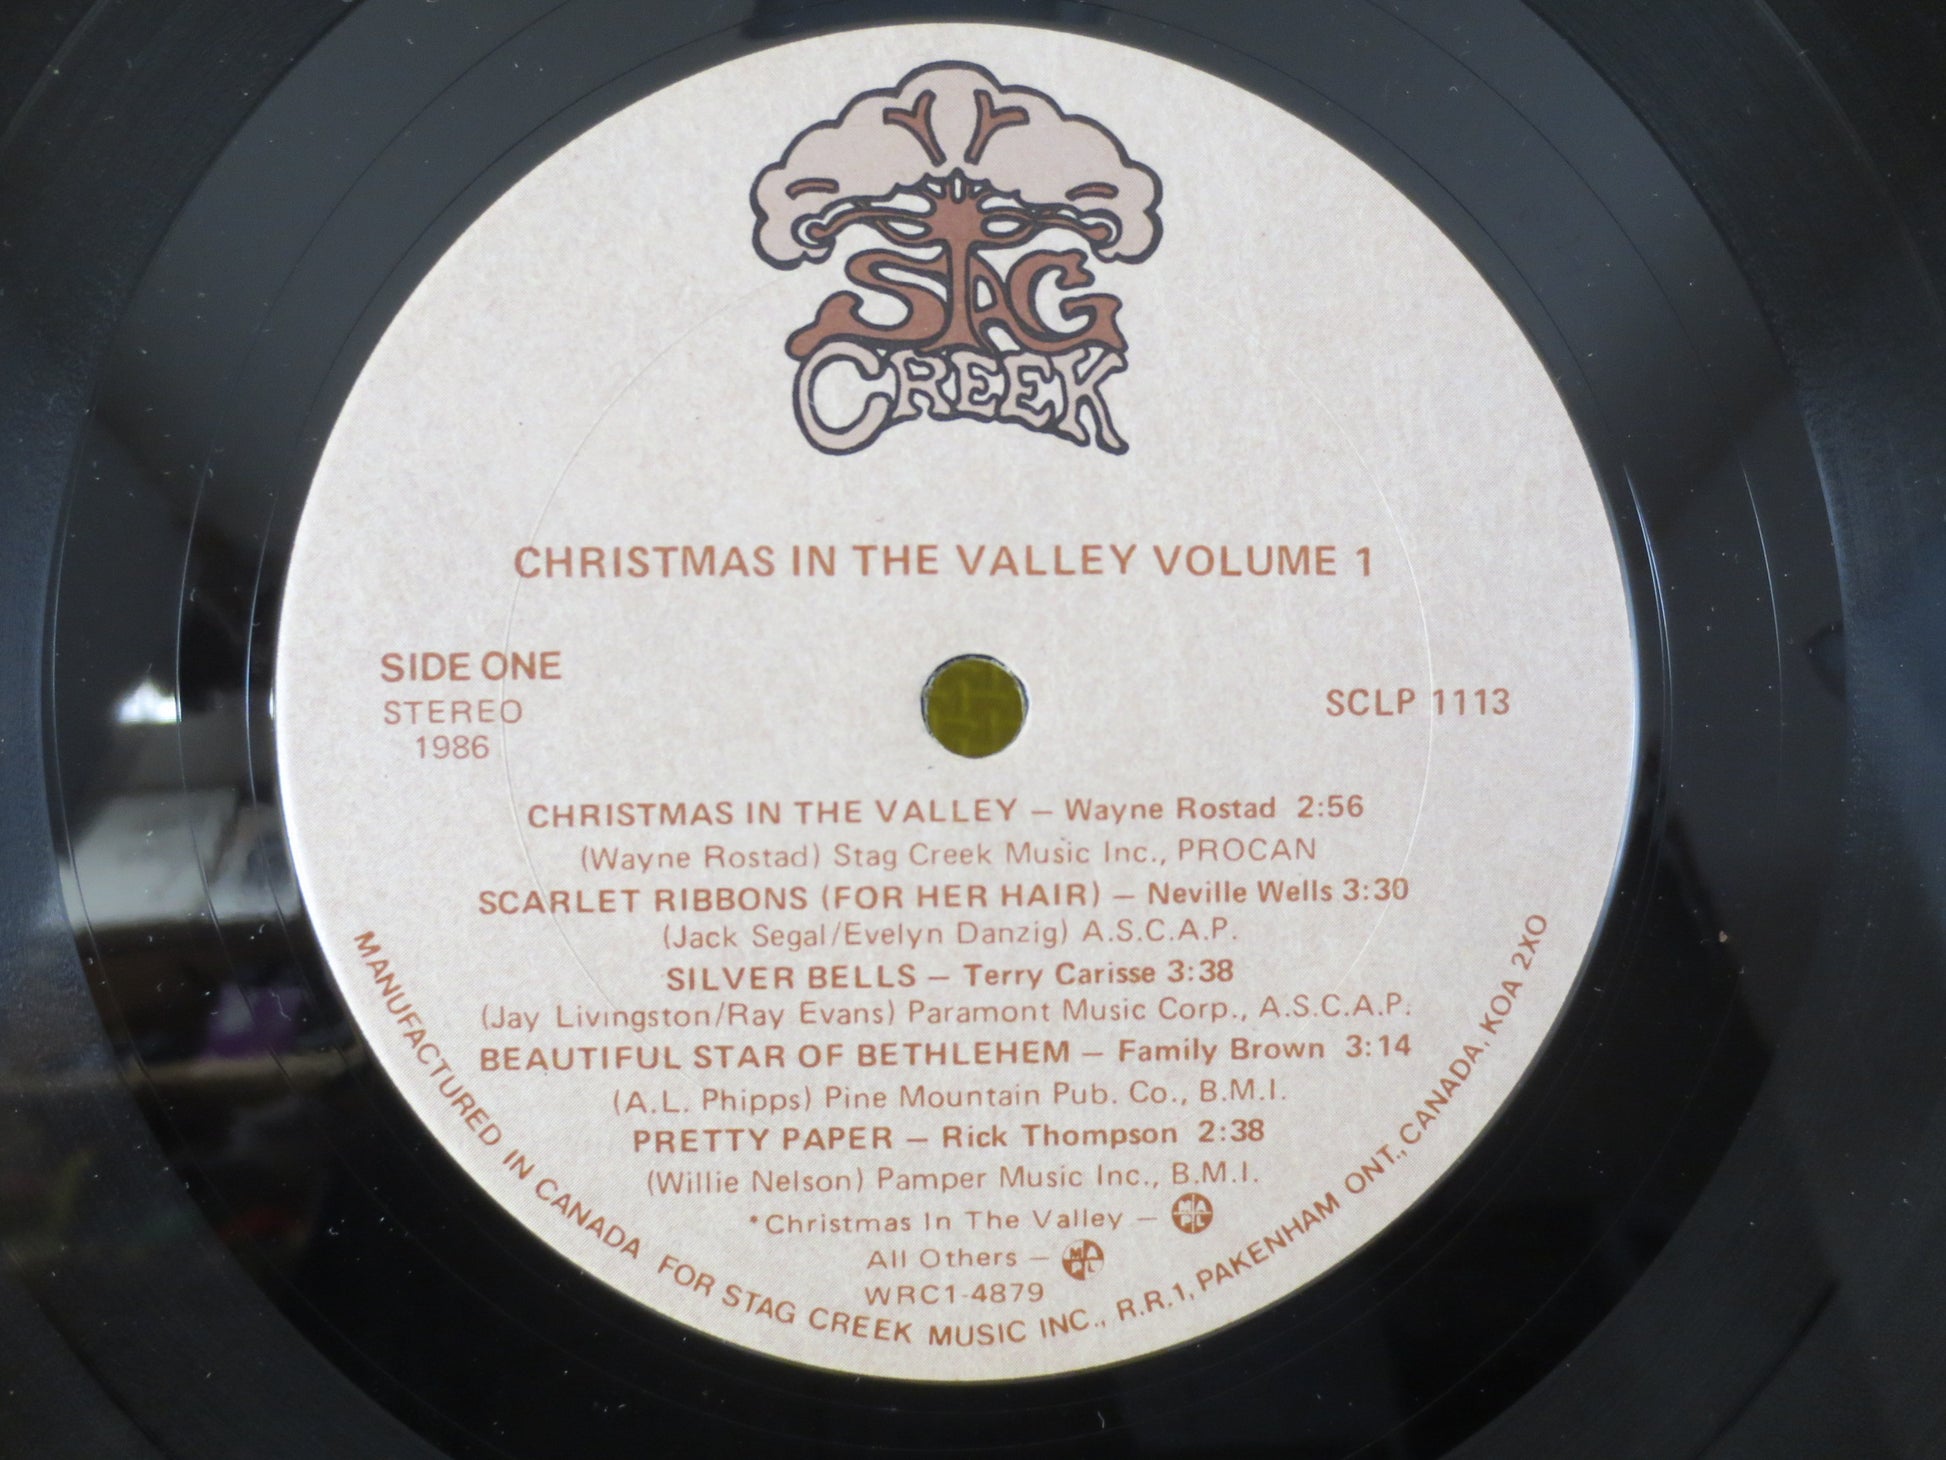 STAG
CREEK
CHRISTMAS IN THE VALLEY VOLUME 1
SIDE ONE
STEREO
1986
SCLP 1113
CHRISTMAS IN THE VALLEY – Wayne Rostad 2:56
(Wayne Rostad) Stag Creek Music Inc., PROCAN
SCARLET RIBBONS (FOR HER HAIR) – Neville Wells 3:30
(Jack Segal/Evelyn Danzig) A.S.C.A.P.
SILVER BELLS – Terry Carisse 3:38
(Jay Livingston/Ray Evans) Paramont Music Corp., A.S.C.A.P.
BEAUTIFUL STAR OF BETHLEHEM – Family Brown 3:14
(A.L. Phipps) Pine Mountain Pub. Co., B.M.I.
PRETTY PAPER – Rick Thompson 2:38
(Willie Nelson) Pamper Music Inc., B.M.I.
*Christmas In The Valley – MAPL
All Others – MAPL
WRC1-4879
MANUFACTURED IN CANADA FOR STAG CREEK MUSIC INC., R.R.1, PAKENHAM ONT., CANADA, KOA 2XO